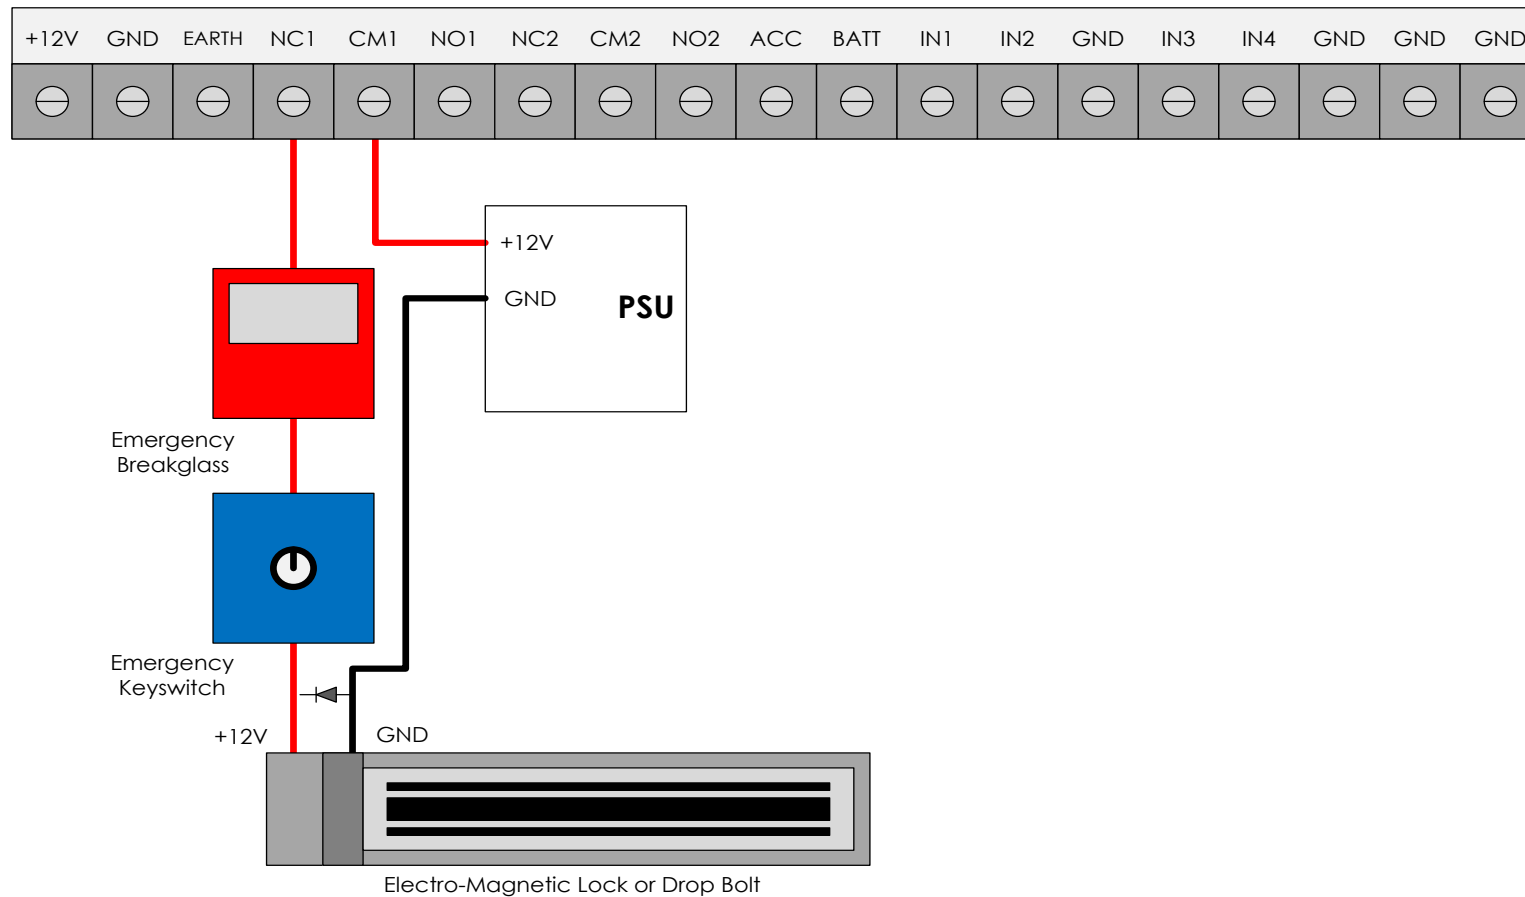 +12V GND EARTH NC1 CM1 NO1 NC2 CM2 NO2 ACC BATT IN1 IN2 GND IN3 IN4 GND GND GND
+12V
GND
PSU
Emergency
Breakglass
Emergency
Keyswitch
+12V
GND
Electro-Magnetic Lock or Drop Bolt